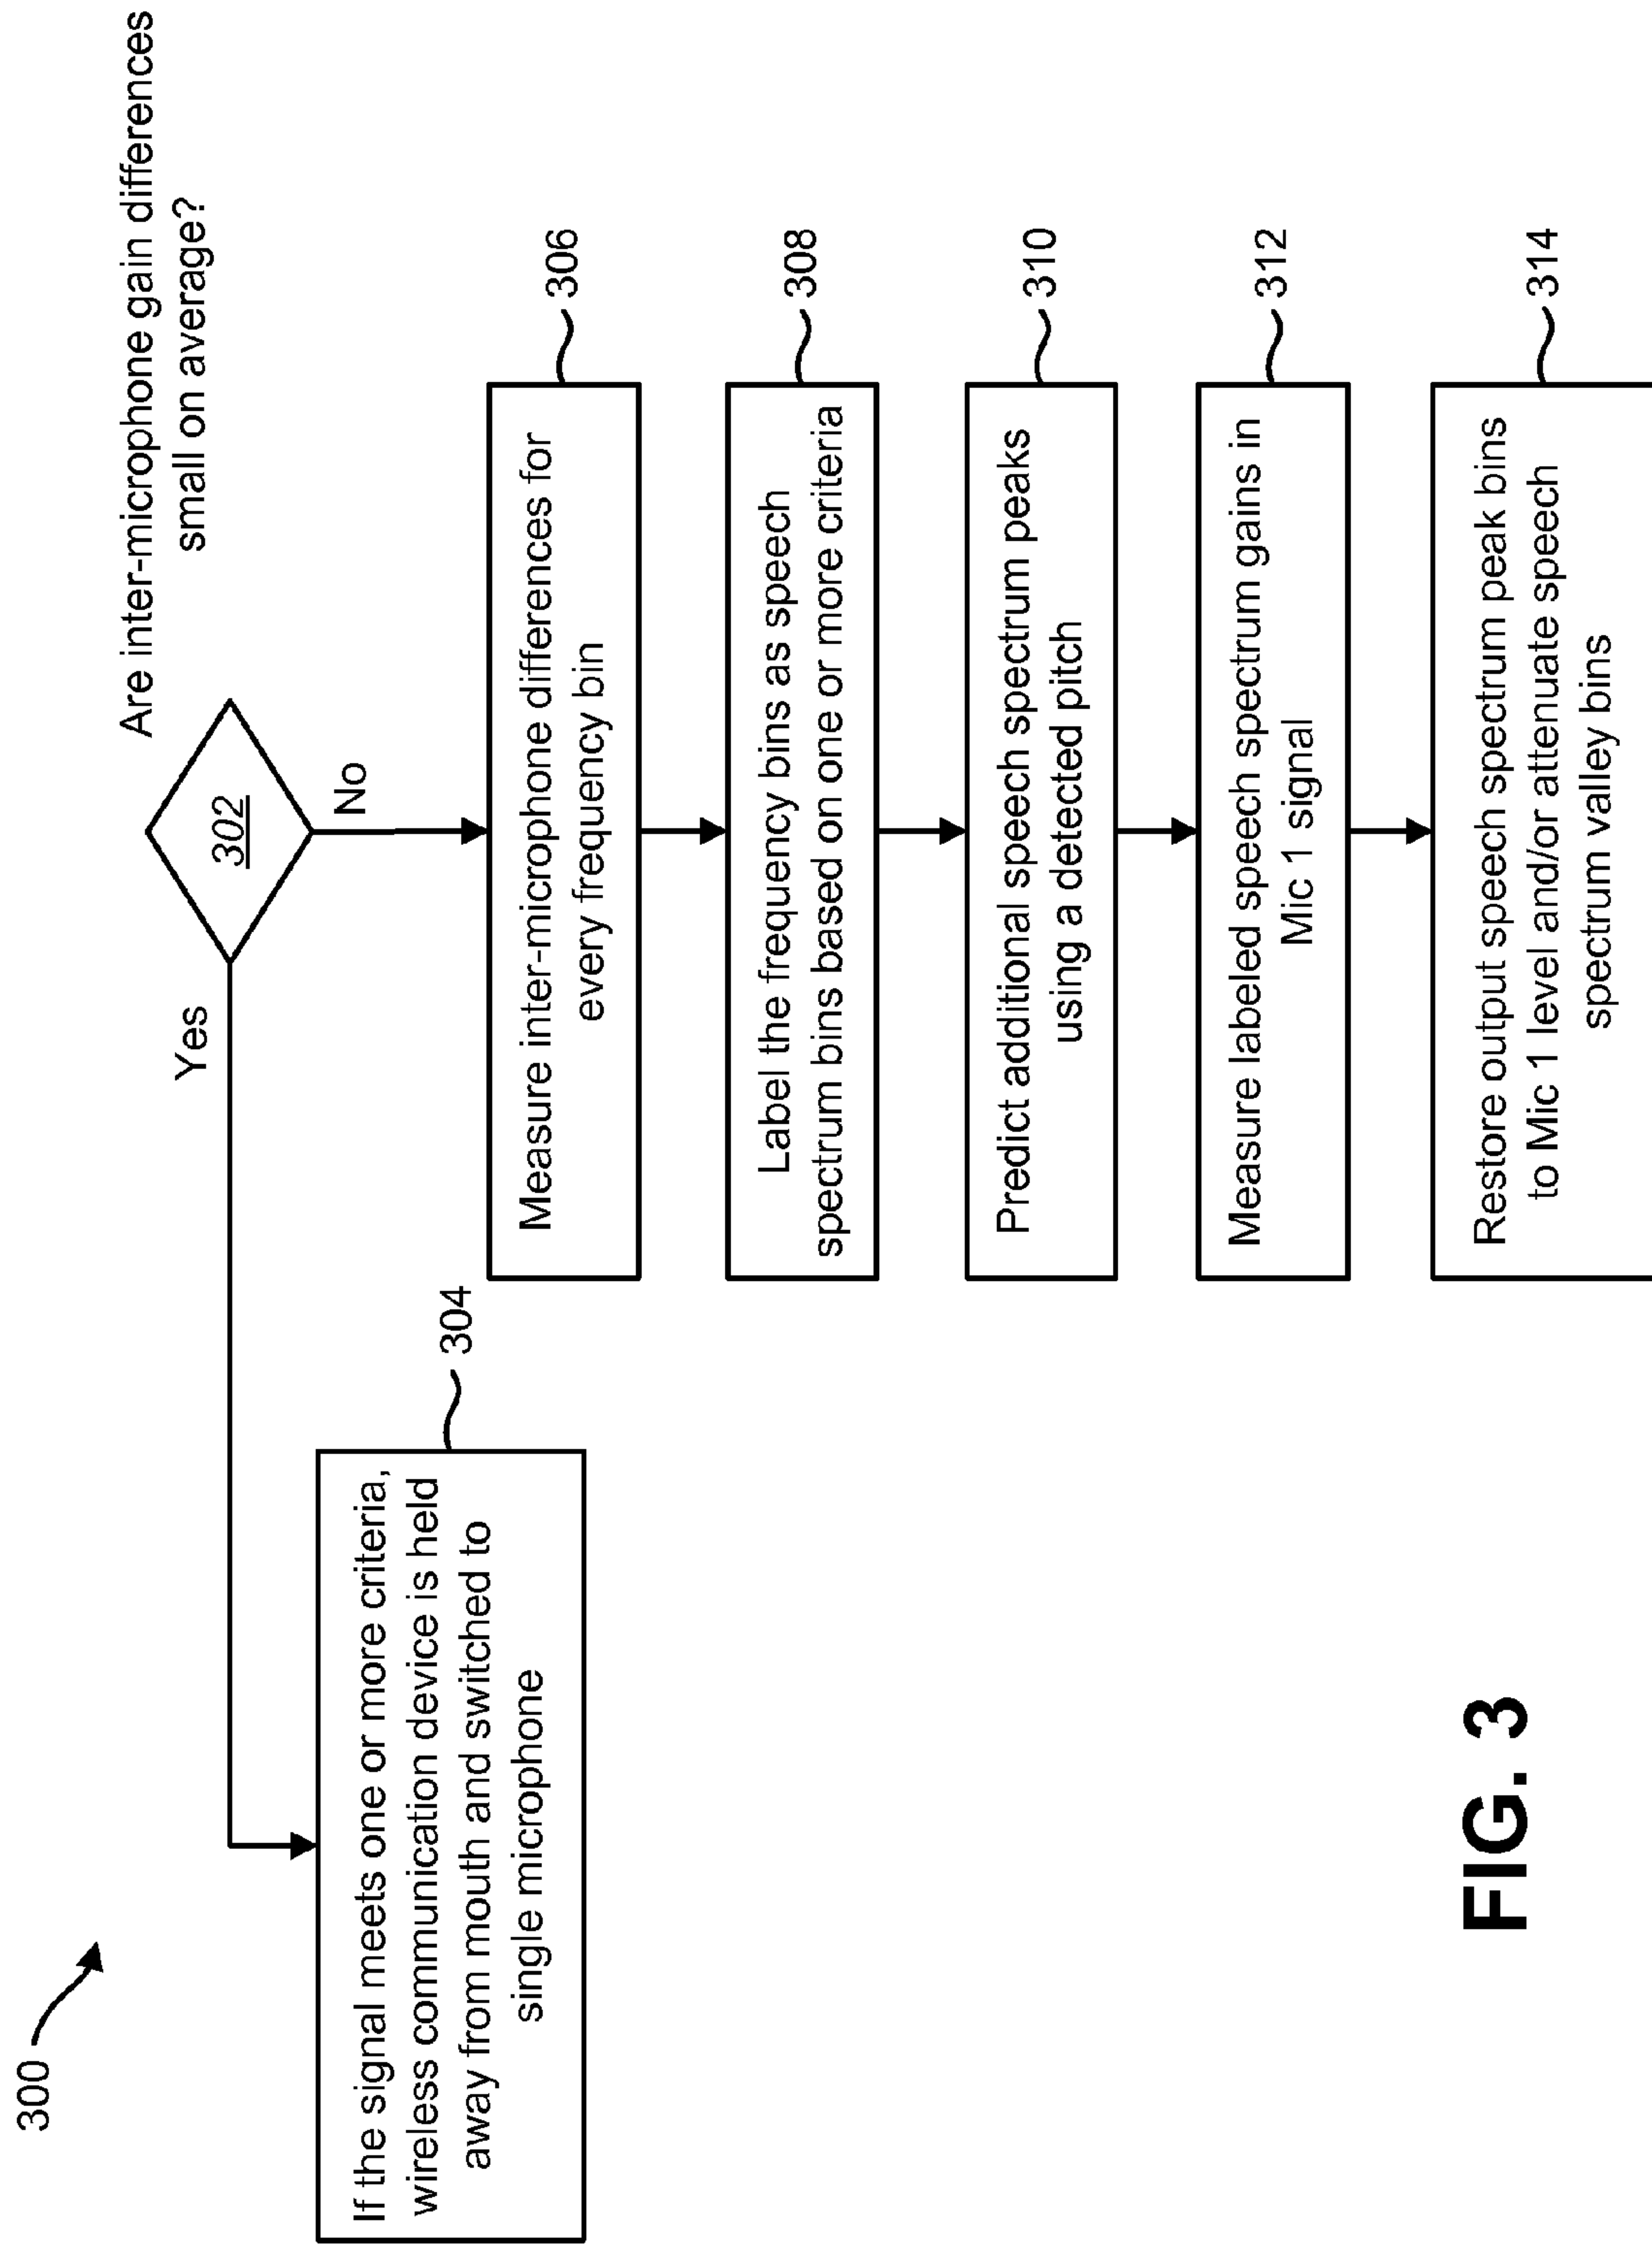 300
Are inter-microphone gain differences
small on average?
302
Yes
No
304
If the signal meets one or more criteria,
wireless communication device is held
away from mouth and switched to
single microphone
306
Measure inter-microphone differences for
every frequency bin
308
Label the frequency bins as speech
spectrum bins based on one or more criteria
310
Predict additional speech spectrum peaks
using a detected pitch
312
Measure labeled speech spectrum gains in
Mic 1 signal
314
Restore output speech spectrum peak bins
to Mic 1 level and/or attenuate speech
spectrum valley bins
FIG. 3